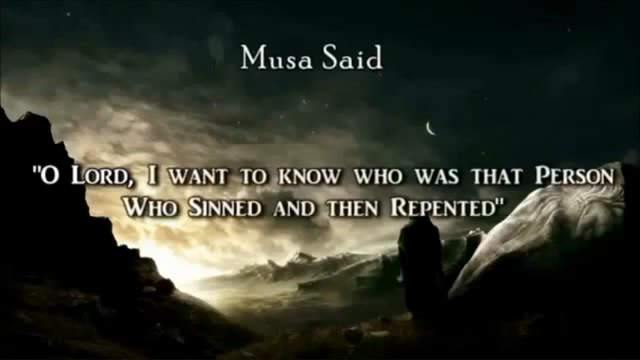 Musa Said
"O Lord, I want to know who was that Person
Who Sinned and then Repented"